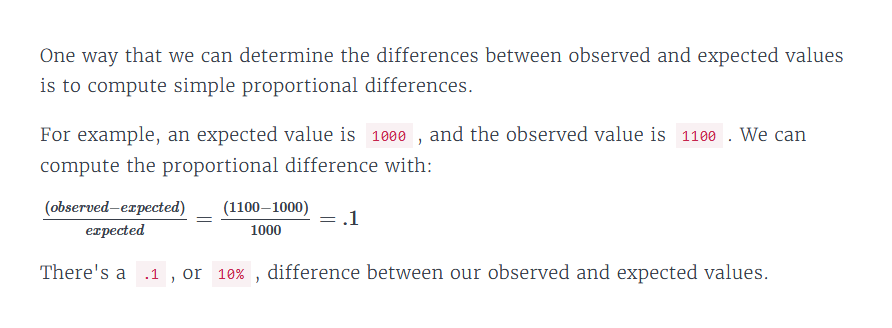 One way that we can determine the differences between observed and expected values
is to compute simple proportional differences.
For example, an expected value is 1000 , and the observed value is 1100 . We can
compute the proportional difference with:
(observed−expected)/expected = (1100−1000)/1000 = .1
There's a .1 , or 10% , difference between our observed and expected values.